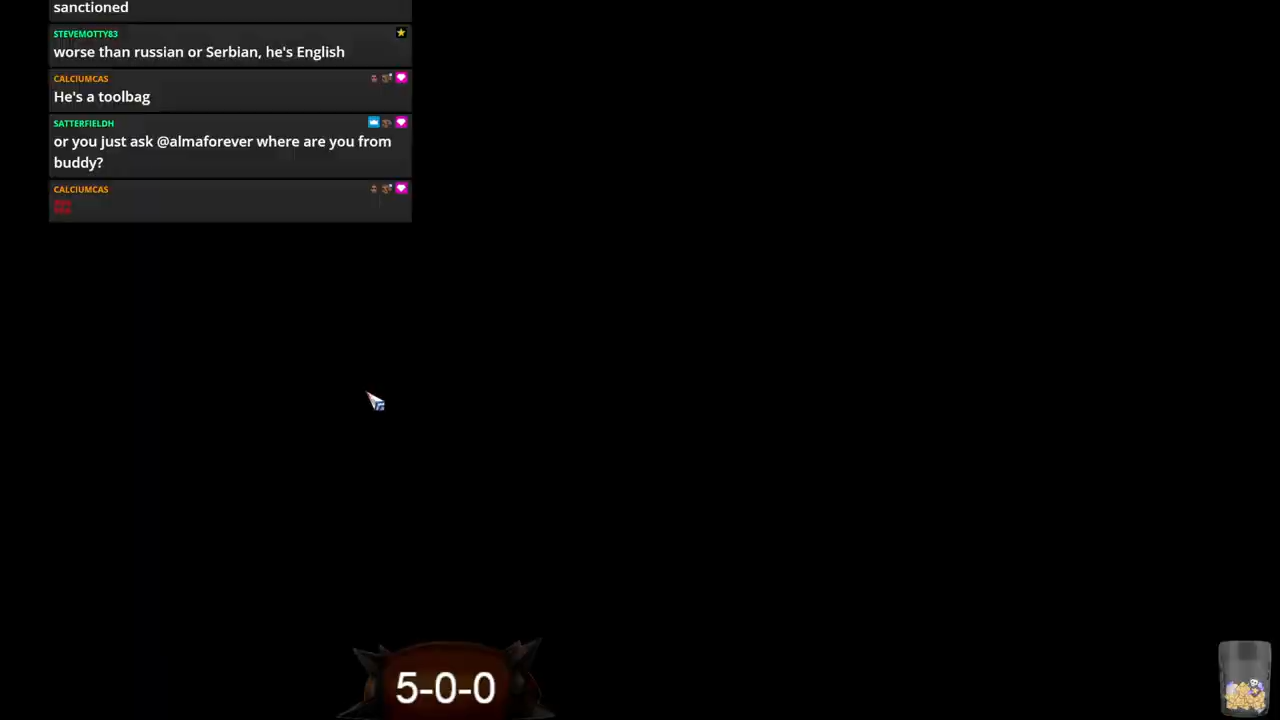 sanctioned
STEVEMOTTY83
worse than russian or Serbian, he's English
CALCIUMCAS
He's a toolbag
SATTERFIELDH
or you just ask @almaforever where are you from
buddy?
CALCIUMCAS
5-0-0